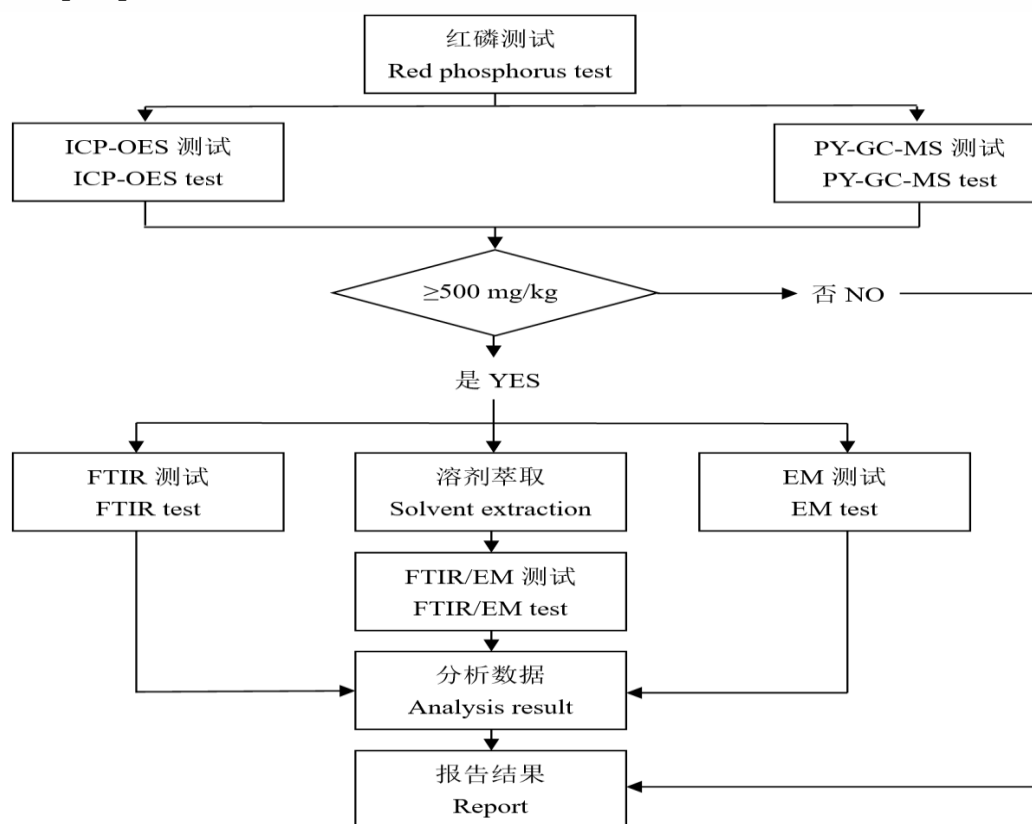 红磷测试
Red phosphorus test
ICP-OES 测试
ICP-OES test
PY-GC-MS 测试
PY-GC-MS test
≥500 mg/kg
否 NO
是 YES
FTIR 测试
FTIR test
溶剂萃取
Solvent extraction
EM 测试
EM test
FTIR/EM 测试
FTIR/EM test
分析数据
Analysis result
报告结果
Report